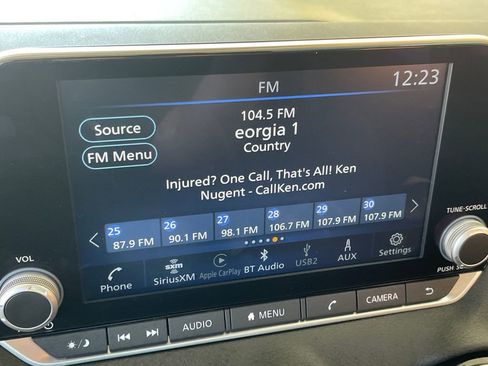 FM
12:23
104.5 FM
eorgia 1
Country
Source
FM Menu
Injured? One Call, That's All! Ken
Nugent - CallKen.com
25 26 27 28 29 30
87.9 FM 90.1 FM 98.1 FM 106.7 FM 107.9 FM 107.9 FM
sxm
Phone SiriusXM Apple CarPlay BT Audio USB2 AUX Settings
VOL
TUNE-SCROLL
AUDIO
MENU
CAMERA